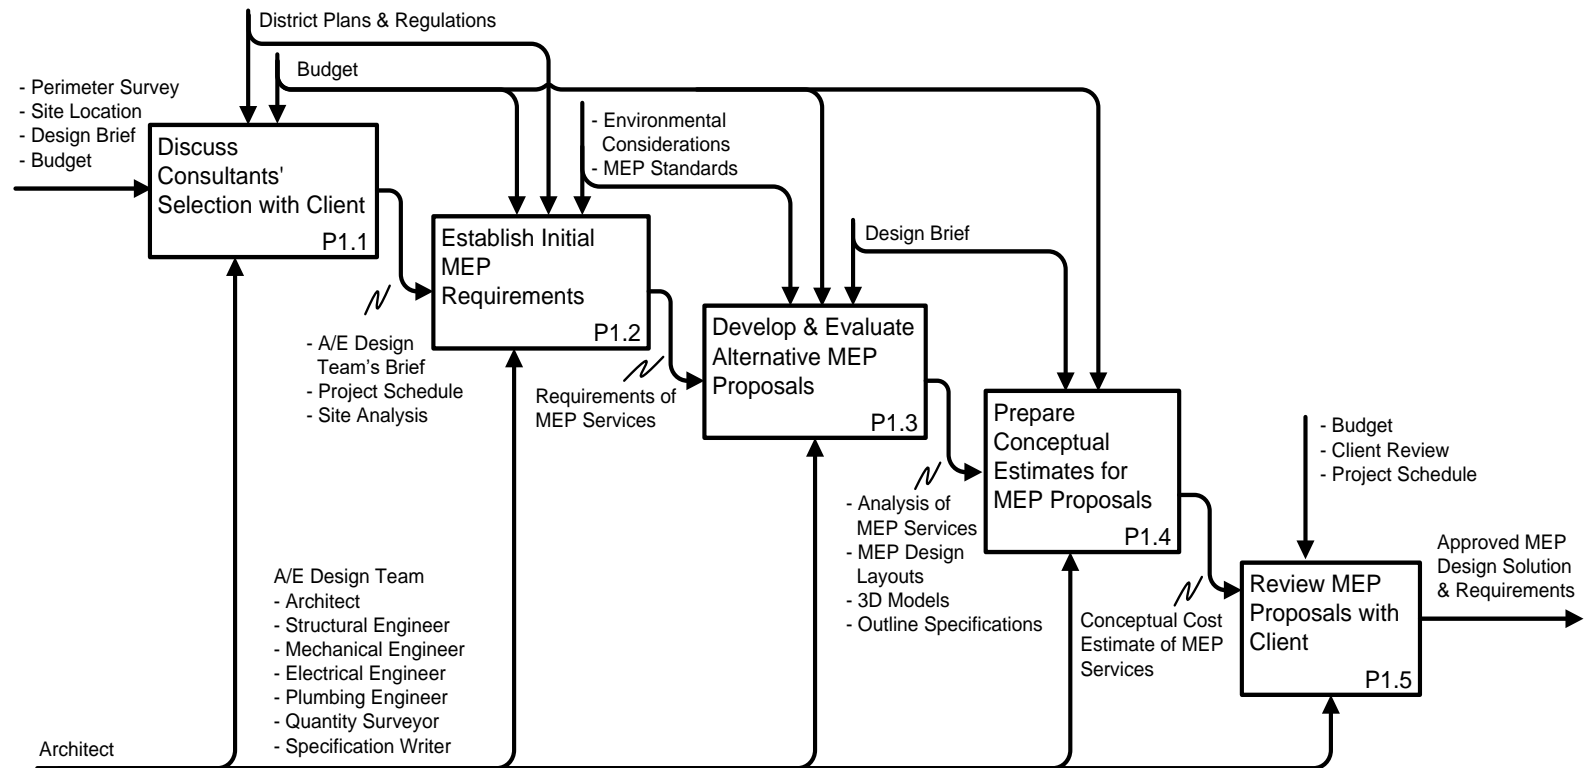 District Plans & Regulations
Budget
- Perimeter Survey
- Site Location
- Design Brief
- Budget
Discuss
Consultants'
Selection with Client
P1.1
- Environmental
Considerations
- MEP Standards
Establish Initial
MEP
Requirements
P1.2
Design Brief
- A/E Design
Team's Brief
- Project Schedule
- Site Analysis
Develop & Evaluate
Alternative MEP
Proposals
P1.3
Requirements of
MEP Services
Prepare
Conceptual
Estimates for
MEP Proposals
P1.4
- Budget
- Client Review
- Project Schedule
- Analysis of
MEP Services
- MEP Design
Layouts
- 3D Models
- Outline Specifications
Approved MEP
Design Solution
& Requirements
Review MEP
Proposals with
Client
P1.5
Conceptual Cost
Estimate of MEP
Services
A/E Design Team
- Architect
- Structural Engineer
- Mechanical Engineer
- Electrical Engineer
- Plumbing Engineer
- Quantity Surveyor
- Specification Writer
Architect